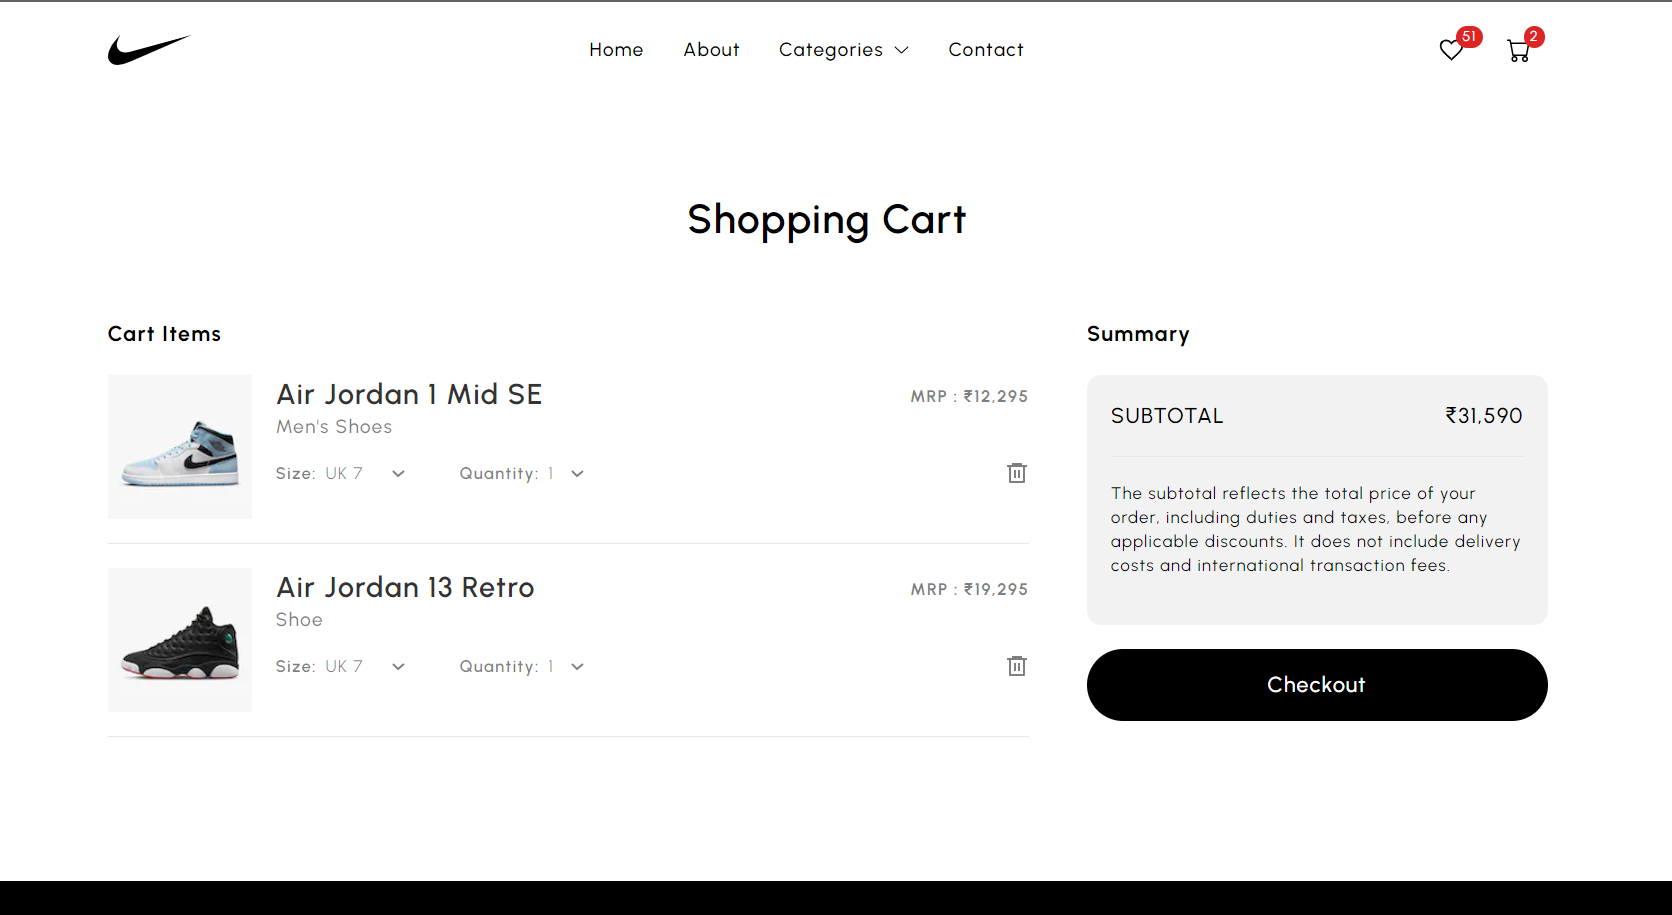 Home About Categories Contact 51 2
Shopping Cart
Cart Items
Air Jordan 1 Mid SE MRP : ₹12,295
Men's Shoes
Size: UK 7 Quantity: 1
Air Jordan 13 Retro MRP : ₹19,295
Shoe
Size: UK 7 Quantity: 1
Summary
SUBTOTAL ₹31,590
The subtotal reflects the total price of your
order, including duties and taxes, before any
applicable discounts. It does not include delivery
costs and international transaction fees.
Checkout